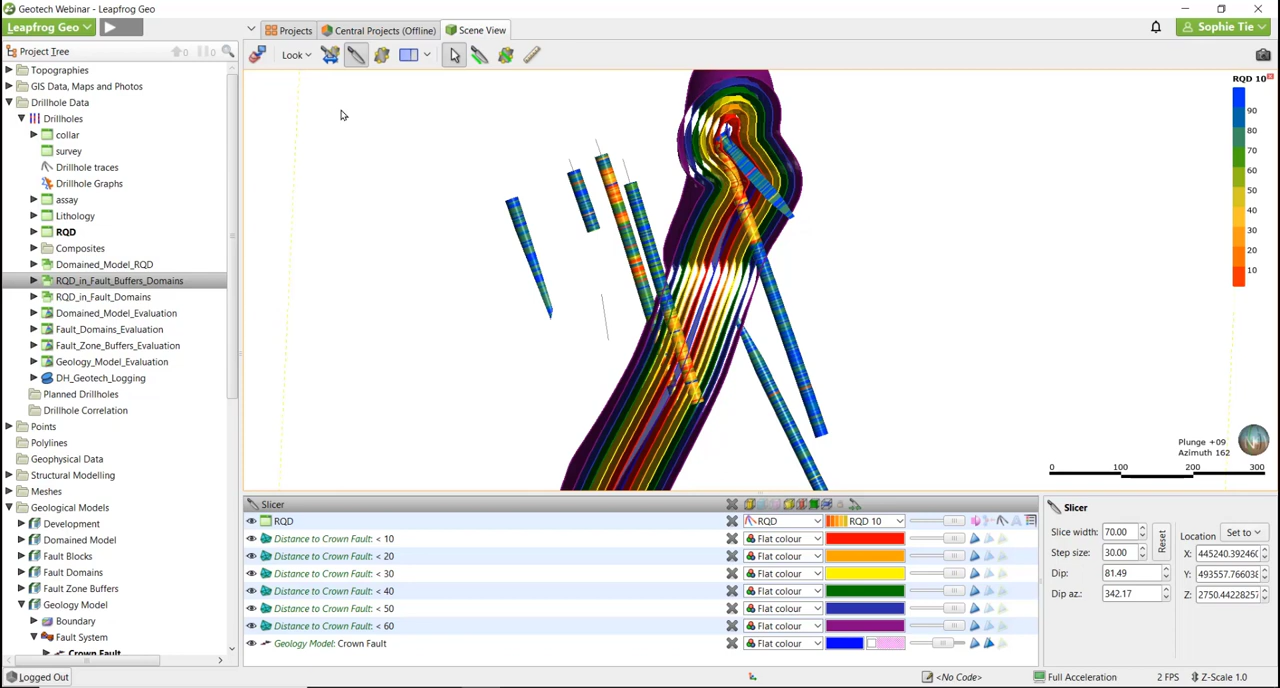 Geotech Webinar - Leapfrog Geo
Leapfrog Geo
Projects
Central Projects (Offline)
Scene View
Sophie Tie
Project Tree
0
0
Look
Topographies
GIS Data, Maps and Photos
Drillhole Data
Drillholes
collar
survey
Drillhole traces
Drillhole Graphs
assay
Lithology
RQD
Composites
Domained_Model_RQD
RQD_in_Fault_Buffers_Domains
RQD_in_Fault_Domains
Domained_Model_Evaluation
Fault_Domains_Evaluation
Fault_Zone_Buffers_Evaluation
Geology_Model_Evaluation
DH_Geotech_Logging
Planned Drillholes
Drillhole Correlation
Points
Polylines
Geophysical Data
Structural Modelling
Meshes
Geological Models
Development
Domained Model
Fault Blocks
Fault Domains
Fault Zone Buffers
Geology Model
Boundary
Fault System
Crown Fault
Logged Out
RQD 10
90
80
70
60
50
40
30
20
10
Plunge +09
Azimuth 162
0 100 200 300
Slicer
RQD RQD RQD 10
Distance to Crown Fault: < 10 Flat colour
Distance to Crown Fault: < 20 Flat colour
Distance to Crown Fault: < 30 Flat colour
Distance to Crown Fault: < 40 Flat colour
Distance to Crown Fault: < 50 Flat colour
Distance to Crown Fault: < 60 Flat colour
Geology Model: Crown Fault Flat colour
Slicer
Slice width: 70.00
Step size: 30.00
Dip: 81.49
Dip az.: 342.17
Reset
Location Set to
X: 445240.39246
Y: 493557.76603
Z: 2750.44228257
<No Code> Full Acceleration 2 FPS Z-Scale 1.0